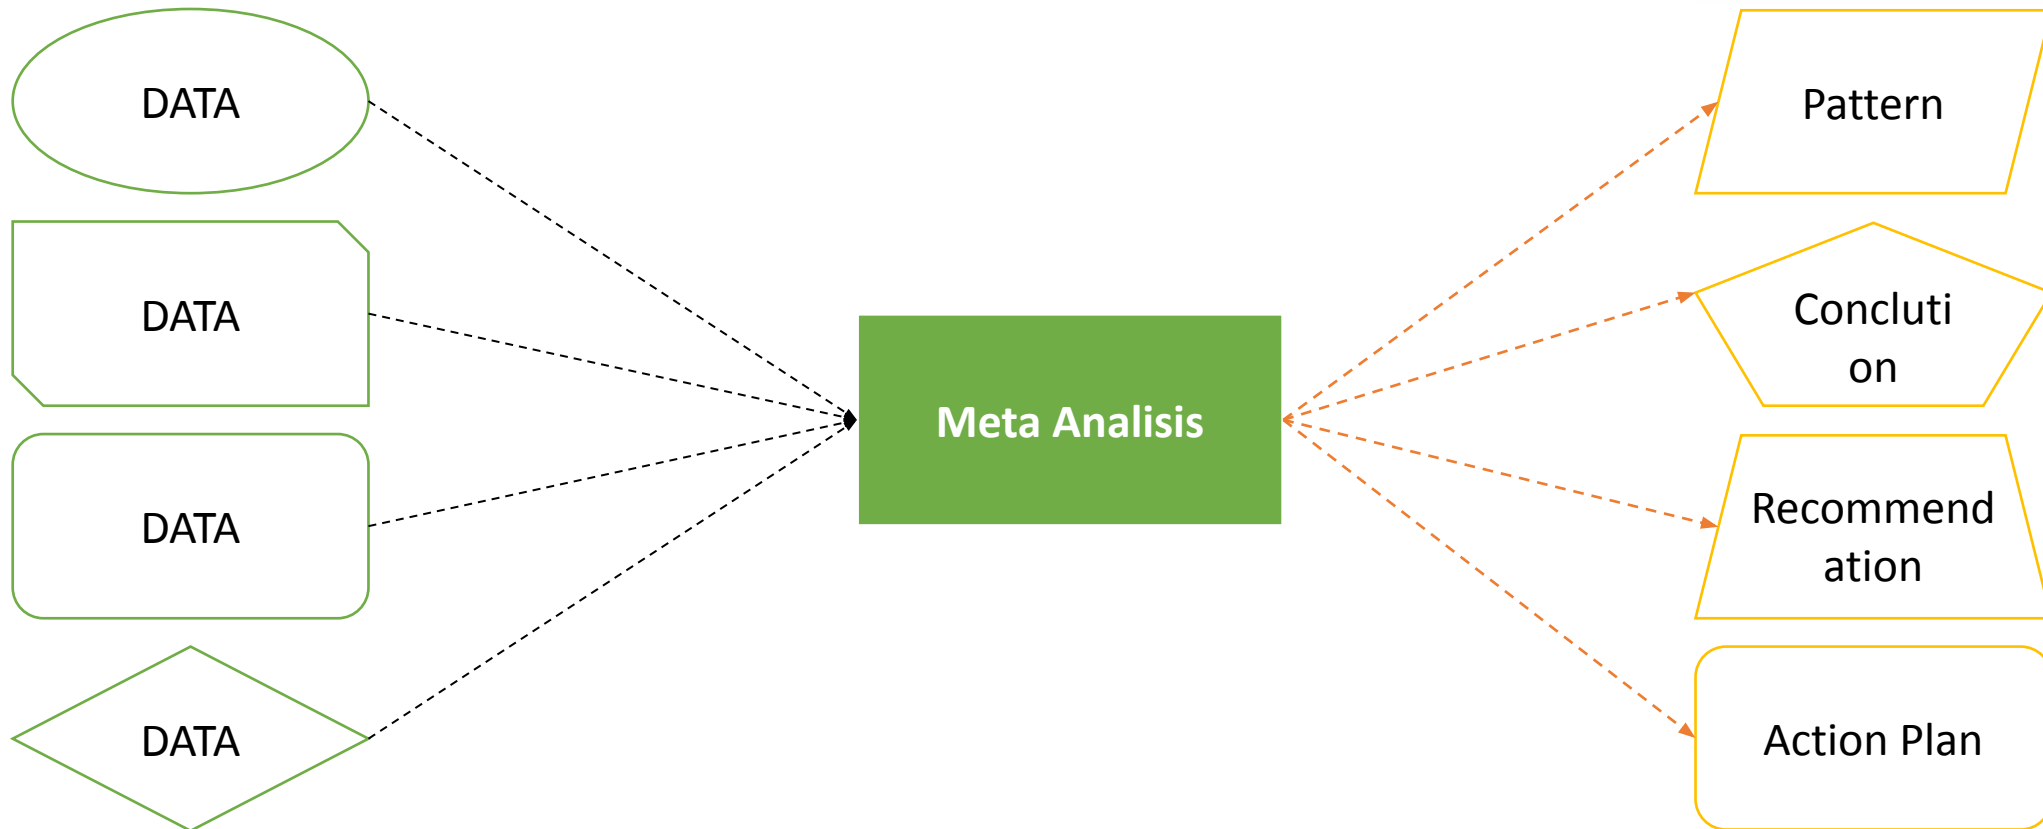 DATA
DATA
DATA
DATA
Meta Analisis
Pattern
Concluti
on
Recommend
ation
Action Plan